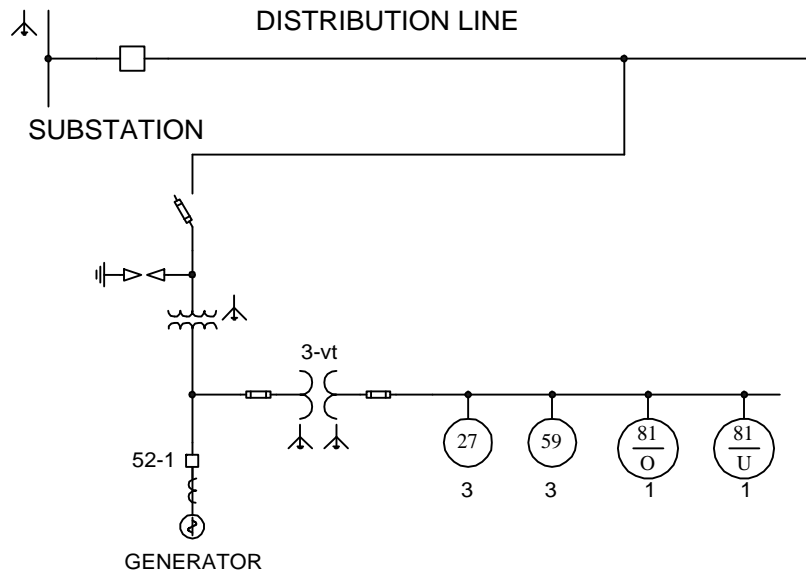 DISTRIBUTION LINE
SUBSTATION
3-vt
27
59
81
O
81
U
52-1
3
3
1
1
GENERATOR